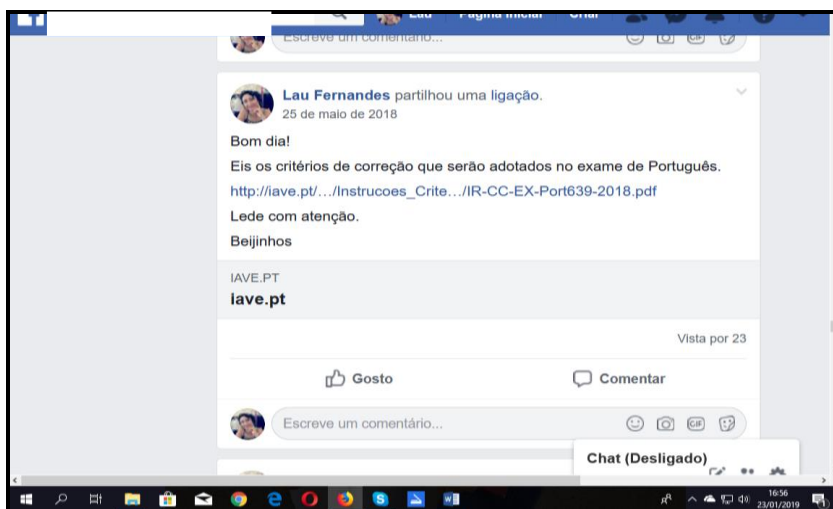 Lau
Página Inicial
Criar
Escreve um comentário...
GIF
Lau Fernandes partilhou uma ligação.
25 de maio de 2018
Bom dia!
Eis os critérios de correção que serão adotados no exame de Português.
http://iave.pt/…/Instrucoes_Crite…/IR-CC-EX-Port639-2018.pdf
Lede com atenção.
Beijinhos
IAVE.PT
iave.pt
Vista por 23
Gosto
Comentar
Escreve um comentário...
GIF
Chat (Desligado)
16:56
23/01/2019